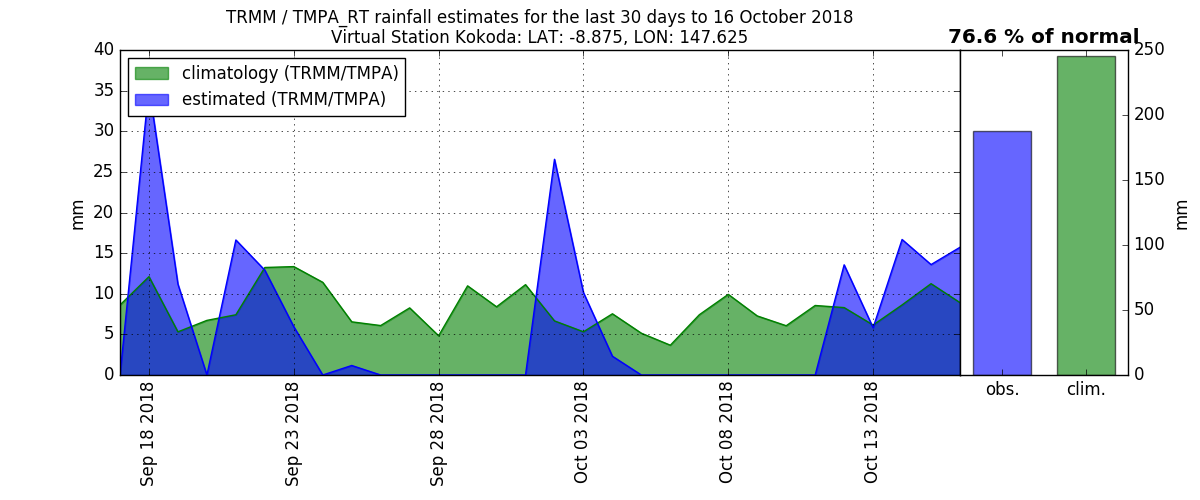 TRMM / TMPA_RT rainfall estimates for the last 30 days to 16 October 2018
Virtual Station Kokoda: LAT: -8.875, LON: 147.625
76.6 % of normal
climatology (TRMM/TMPA)
estimated (TRMM/TMPA)
40
35
30
25
20
15
10
5
0
mm
250
200
150
100
50
0
mm
Sep 18 2018
Sep 23 2018
Sep 28 2018
Oct 03 2018
Oct 08 2018
Oct 13 2018
obs.
clim.